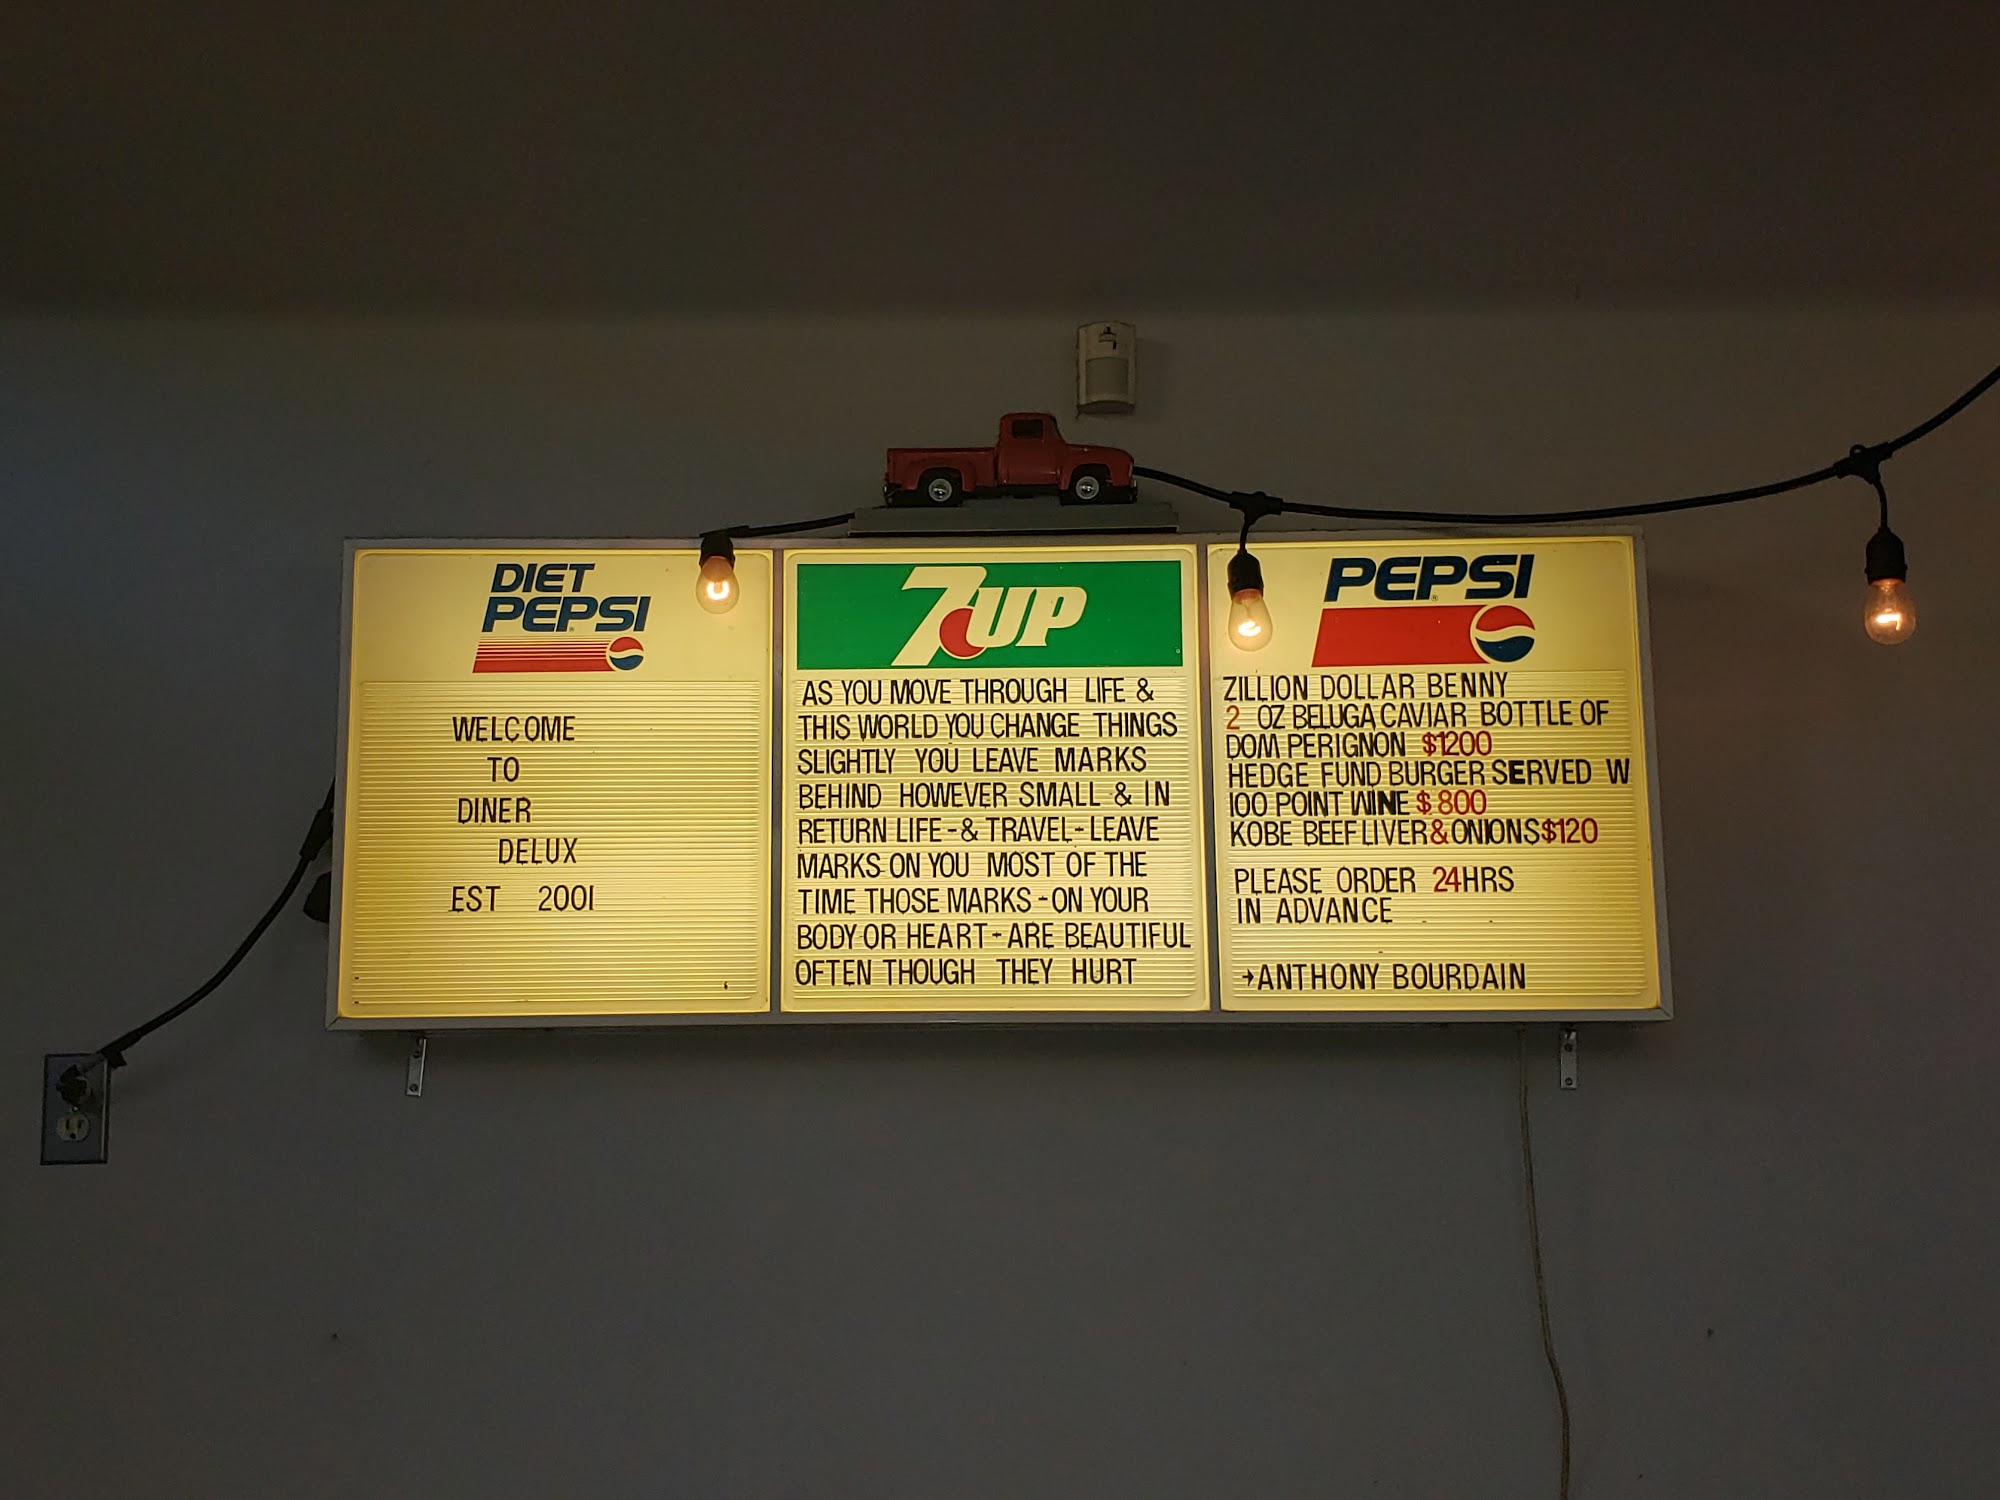 DIET
PEPSI
WELCOME
TO
DINER
DELUX
EST 2001
7UP
AS YOU MOVE THROUGH LIFE &
THIS WORLD YOU CHANGE THINGS
SLIGHTLY YOU LEAVE MARKS
BEHIND HOWEVER SMALL & IN
RETURN LIFE - & TRAVEL - LEAVE
MARKS ON YOU MOST OF THE
TIME THOSE MARKS - ON YOUR
BODY OR HEART - ARE BEAUTIFUL
OFTEN THOUGH THEY HURT
PEPSI
ZILLION DOLLAR BENNY
2 OZ BELUGA CAVIAR BOTTLE OF
DOM PERIGNON $1200
HEDGE FUND BURGER SERVED W
100 POINT WINE $800
KOBE BEEF LIVER & ONIONS $120
PLEASE ORDER 24HRS
IN ADVANCE
→ANTHONY BOURDAIN